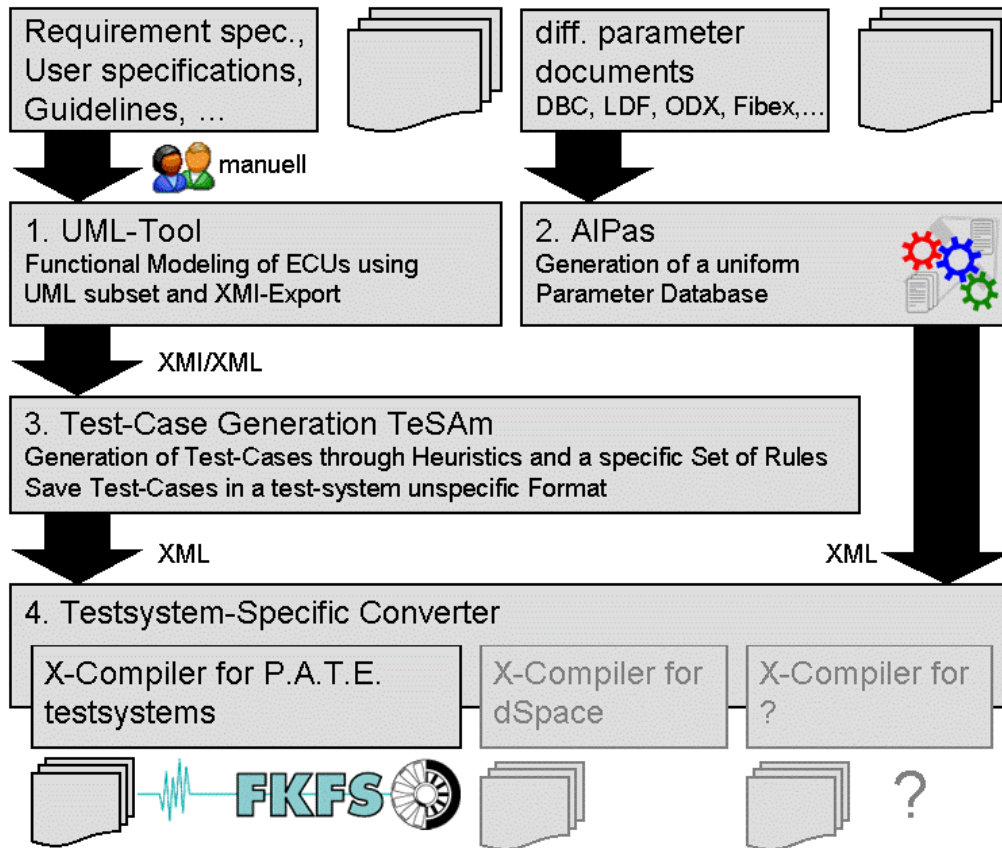 Requirement spec.,
User specifications,
Guidelines, ...
diff. parameter
documents
DBC, LDF, ODX, Fibex,...
manuell
1. UML-Tool
Functional Modeling of ECUs using
UML subset and XMI-Export
2. AIPas
Generation of a uniform
Parameter Database
XMI/XML
3. Test-Case Generation TeSAm
Generation of Test-Cases through Heuristics and a specific Set of Rules
Save Test-Cases in a test-system unspecific Format
XML
XML
4. Testsystem-Specific Converter
X-Compiler for P.A.T.E.
testsystems
X-Compiler for
dSpace
X-Compiler for
?
FKFS
?